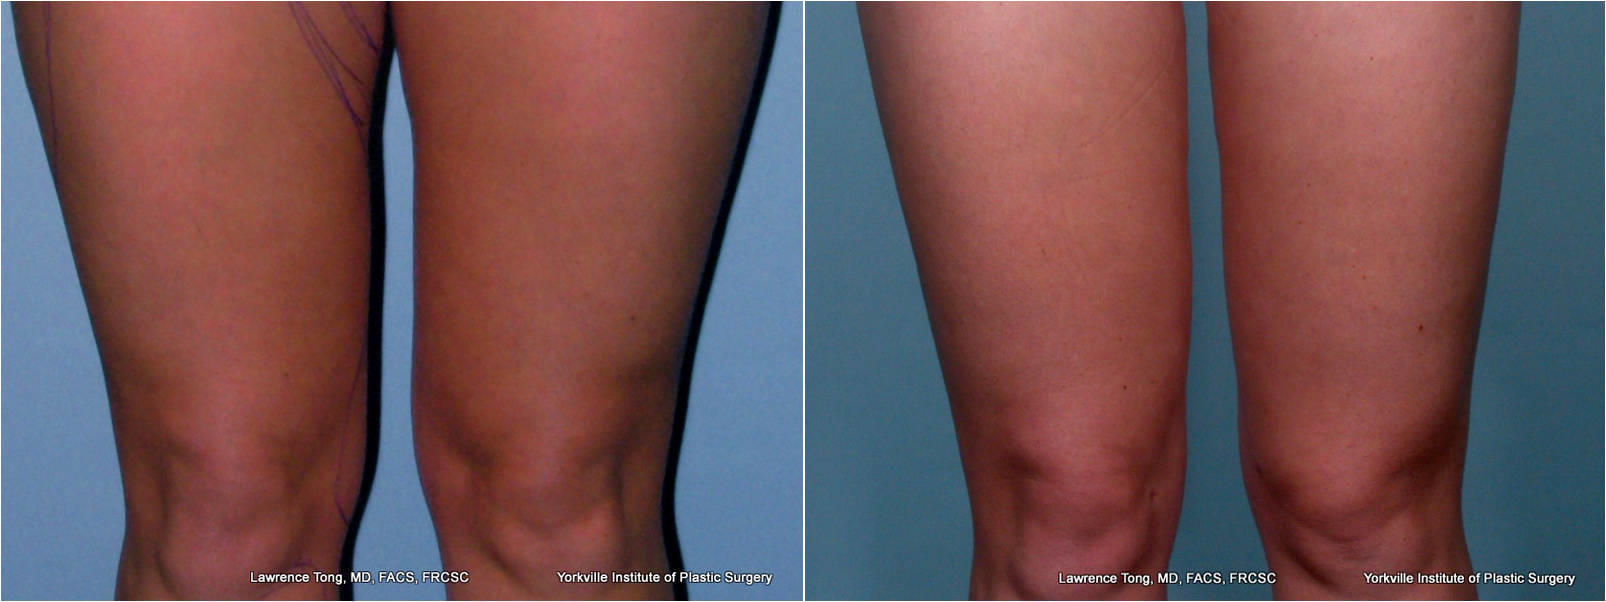 Lawrence Tong, MD, FACS, FRCSC
Yorkville Institute of Plastic Surgery
Lawrence Tong, MD, FACS, FRCSC
Yorkville Institute of Plastic Surgery